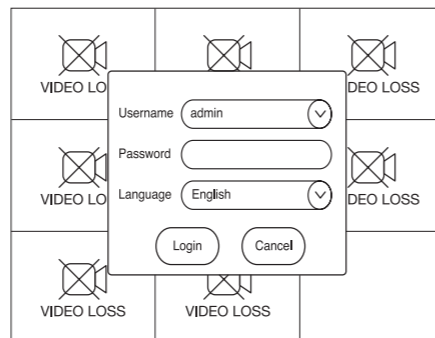 VIDEO LO
DEO LOSS
Username admin
Password
VIDEO LO
DEO LOSS
Language English
Login Cancel
VIDEO LOSS
VIDEO LOSS